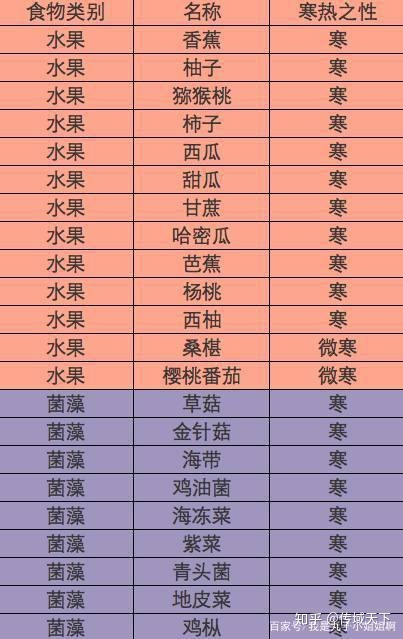 食物类别 名称 寒热之性
水果 香蕉 寒
水果 柚子 寒
水果 猕猴桃 寒
水果 柿子 寒
水果 西瓜 寒
水果 甜瓜 寒
水果 甘蔗 寒
水果 哈密瓜 寒
水果 芭蕉 寒
水果 杨桃 寒
水果 西柚 寒
水果 桑椹 微寒
水果 樱桃番茄 微寒
菌藻 草菇 寒
菌藻 金针菇 寒
菌藻 海带 寒
菌藻 鸡油菌 寒
菌藻 海冻菜 寒
菌藻 紫菜 寒
菌藻 青头菌 寒
菌藻 地皮菜 寒
菌藻 鸡枞 寒
知乎 @传域天下
百家号/我是丸子小姐姐啊